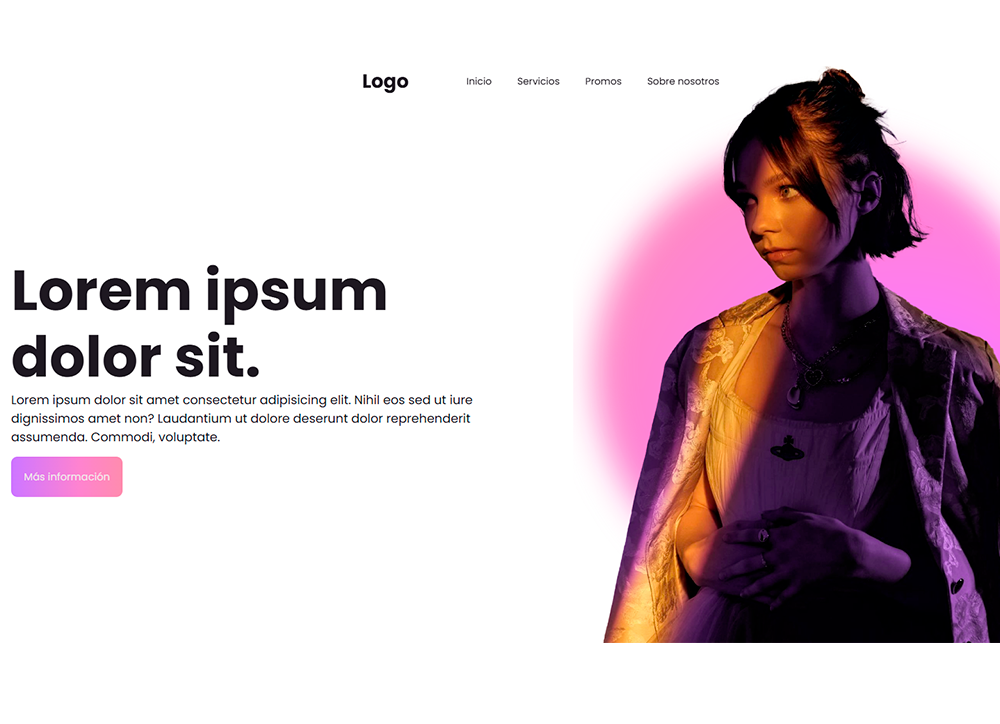 Logo
Inicio Servicios Promos Sobre nosotros
Lorem ipsum
dolor sit.
Lorem ipsum dolor sit amet consectetur adipisicing elit. Nihil eos sed ut iure
dignissimos amet non? Laudantium ut dolore deserunt dolor reprehenderit
assumenda. Commodi, voluptate.
Más información